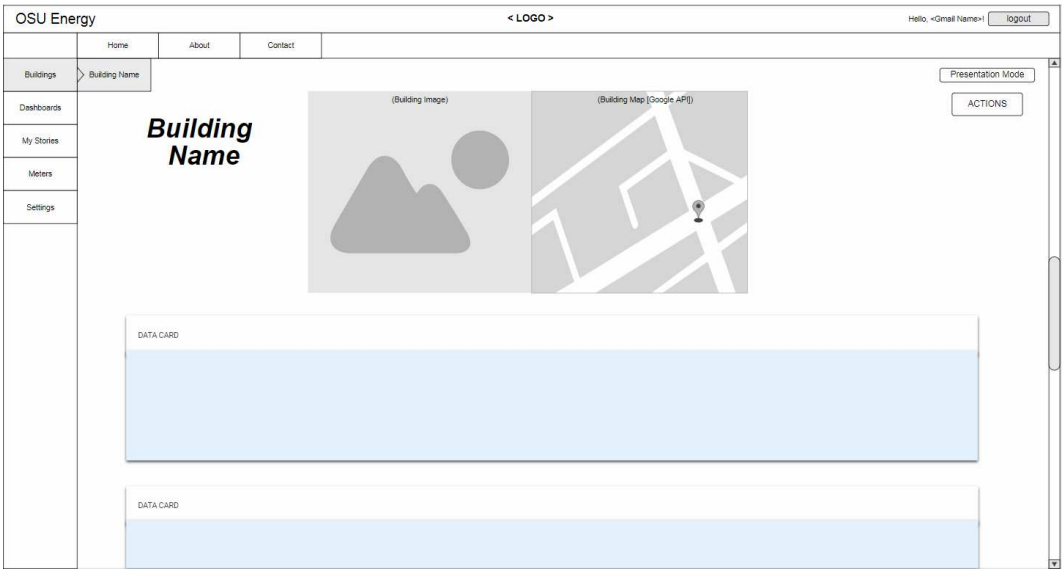 OSU Energy
< LOGO >
Hello, <Gmail Name>!
logout
Home
About
Contact
Buildings
Building Name
Presentation Mode
Dashboards
ACTIONS
My Stories
Meters
Settings
Building
Name
(Building Image)
(Building Map [Google API])
DATA CARD
DATA CARD